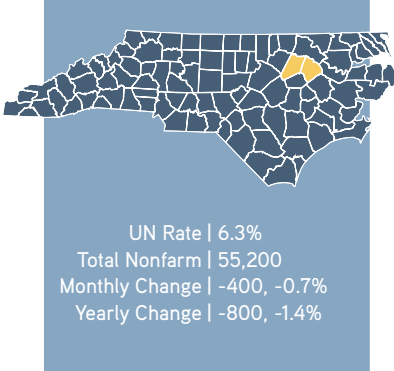 UN Rate | 6.3%
Total Nonfarm | 55,200
Monthly Change | -400, -0.7%
Yearly Change | -800, -1.4%